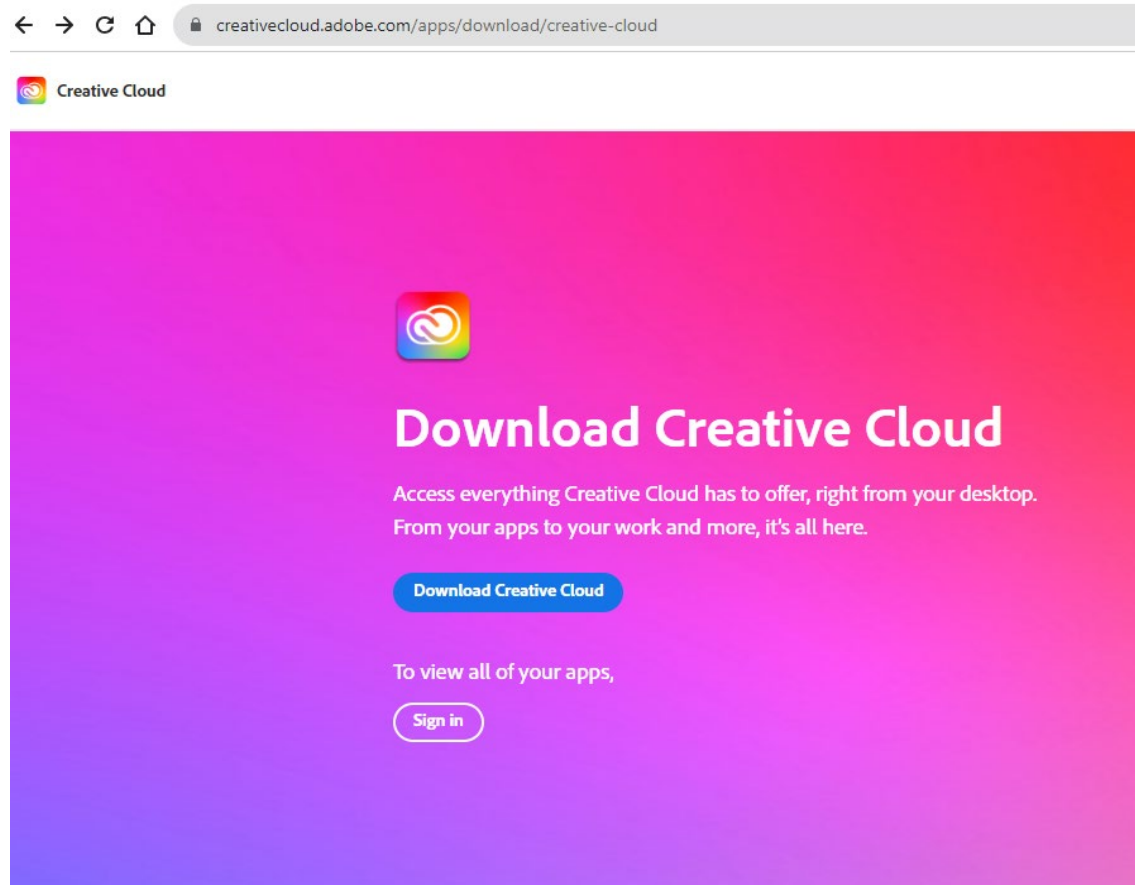 creativecloud.adobe.com/apps/download/creative-cloud
Creative Cloud
Download Creative Cloud
Access everything Creative Cloud has to offer, right from your desktop.
From your apps to your work and more, it's all here.
Download Creative Cloud
To view all of your apps,
Sign in